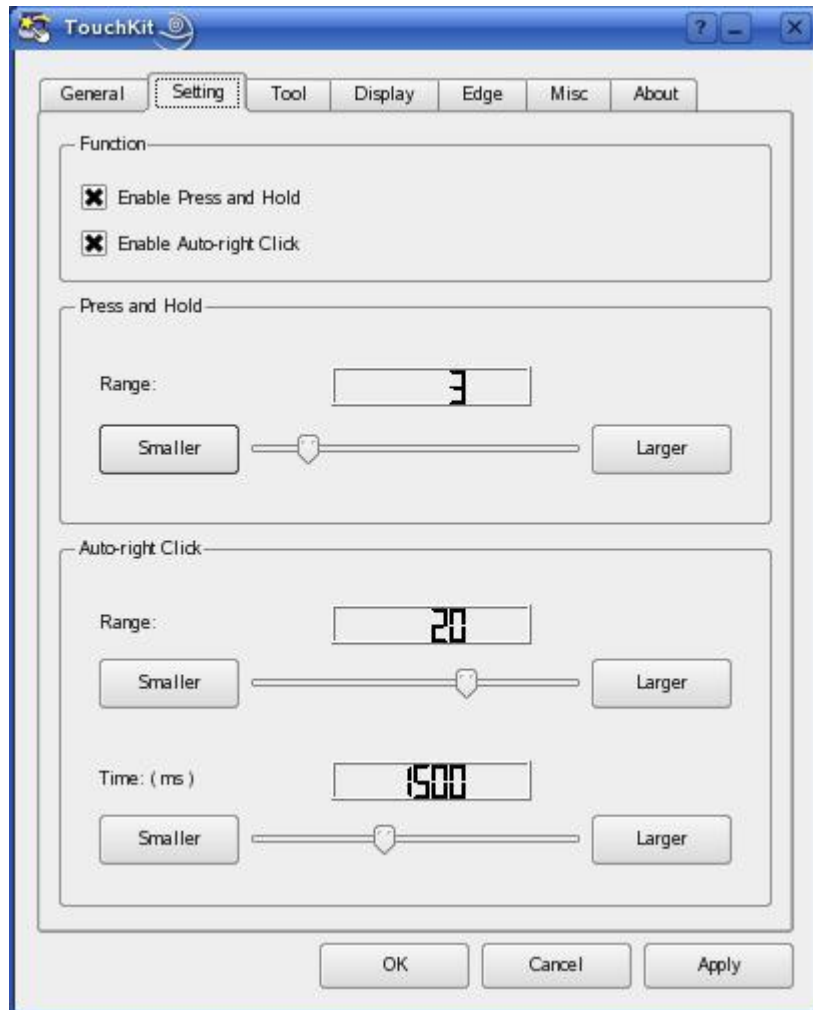 TouchKit
General Setting Tool Display Edge Misc About
Function
Enable Press and Hold
Enable Auto-right Click
Press and Hold
Range: 3
Smaller Larger
Auto-right Click
Range: 20
Smaller Larger
Time: ( ms ) 1500
Smaller Larger
OK Cancel Apply